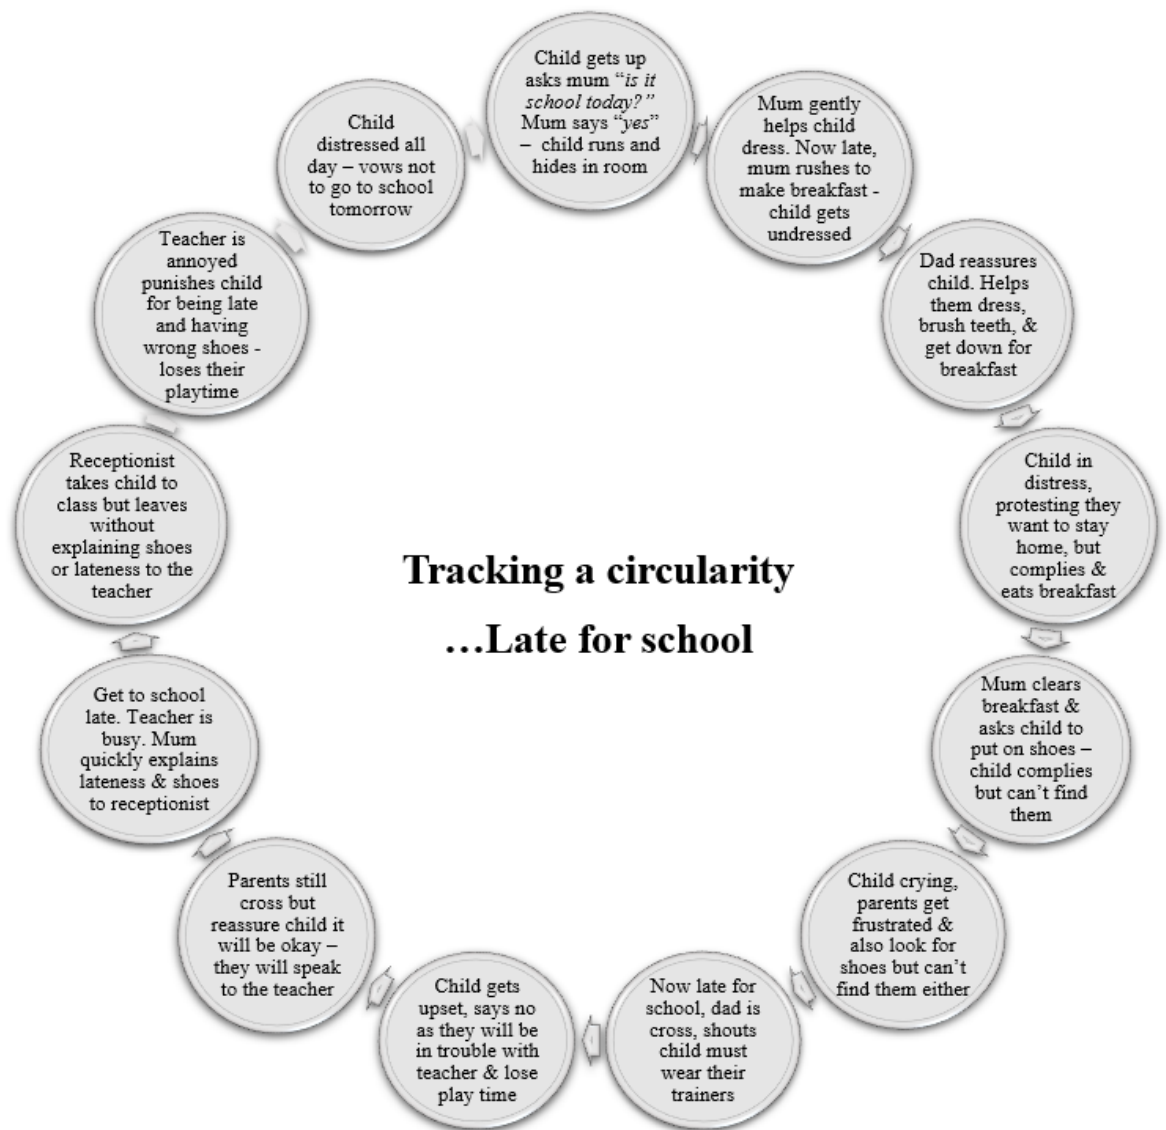 Child gets up
asks mum “is it
school today?”
Mum says “yes”
– child runs and
hides in room
Mum gently
helps child
dress. Now late,
mum rushes to
make breakfast -
child gets
undressed
Dad reassures
child. Helps
them dress,
brush teeth, &
get down for
breakfast
Child in
distress,
protesting they
want to stay
home, but
complies &
eats breakfast
Mum clears
breakfast &
asks child to
put on shoes –
child complies
but can’t find
them
Child crying,
parents get
frustrated &
also look for
shoes but can’t
find them either
Now late for
school, dad is
cross, shouts
child must
wear their
trainers
Child gets
upset, says no
as they will be
in trouble with
teacher & lose
play time
Parents still
cross but
reassure child it
will be okay –
they will speak
to the teacher
Get to school
late. Teacher is
busy. Mum
quickly explains
lateness & shoes
to receptionist
Receptionist
takes child to
class but leaves
without
explaining shoes
or lateness to the
teacher
Teacher is
annoyed
punishes child
for being late
and having
wrong shoes -
loses their
playtime
Child
distressed all
day – vows not
to go to school
tomorrow
Tracking a circularity
…Late for school